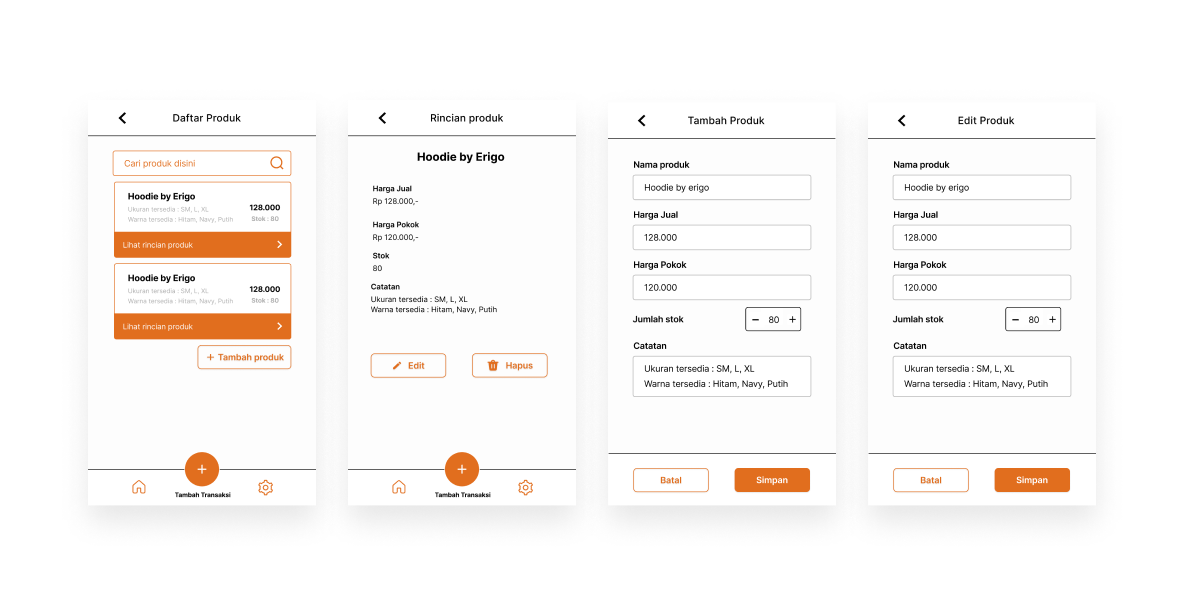 Daftar Produk
Cari produk disini
Hoodie by Erigo
128.000
Ukuran tersedia : SM, L, XL
Warna tersedia : Hitam, Navy, Putih
Stok : 80
Lihat rincian produk
Hoodie by Erigo
128.000
Ukuran tersedia : SM, L, XL
Warna tersedia : Hitam, Navy, Putih
Stok : 80
Lihat rincian produk
+ Tambah produk
+
Tambah Transaksi
Rincian produk
Hoodie by Erigo
Harga Jual
Rp 128.000,-
Harga Pokok
Rp 120.000,-
Stok
80
Catatan
Ukuran tersedia : SM, L, XL
Warna tersedia : Hitam, Navy, Putih
Edit
Hapus
+
Tambah Transaksi
Tambah Produk
Nama produk
Hoodie by erigo
Harga Jual
128.000
Harga Pokok
120.000
Jumlah stok
− 80 +
Catatan
Ukuran tersedia : SM, L, XL
Warna tersedia : Hitam, Navy, Putih
Batal
Simpan
Edit Produk
Nama produk
Hoodie by erigo
Harga Jual
128.000
Harga Pokok
120.000
Jumlah stok
− 80 +
Catatan
Ukuran tersedia : SM, L, XL
Warna tersedia : Hitam, Navy, Putih
Batal
Simpan